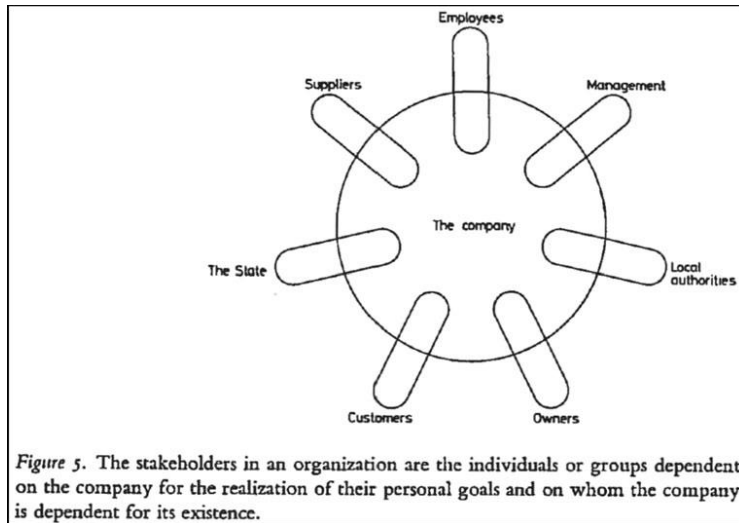 Employees
Suppliers
Management
The company
The State
Local
authorities
Customers
Owners
Figure 5. The stakeholders in an organization are the individuals or groups dependent
on the company for the realization of their personal goals and on whom the company
is dependent for its existence.